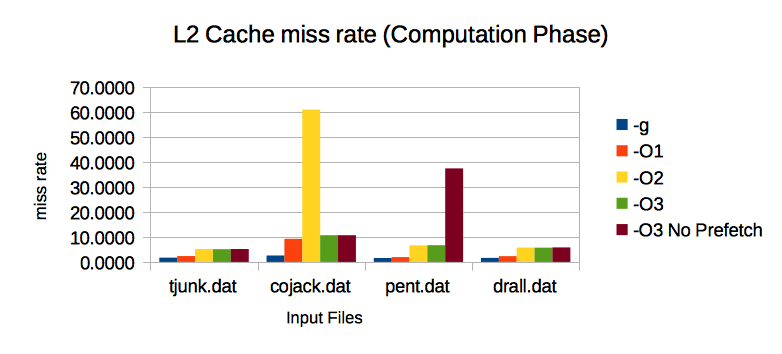 L2 Cache miss rate (Computation Phase)
70.0000
60.0000
50.0000
40.0000
30.0000
20.0000
10.0000
0.0000
miss rate
tjunk.dat cojack.dat pent.dat drall.dat
Input Files
-g
-O1
-O2
-O3
-O3 No Prefetch